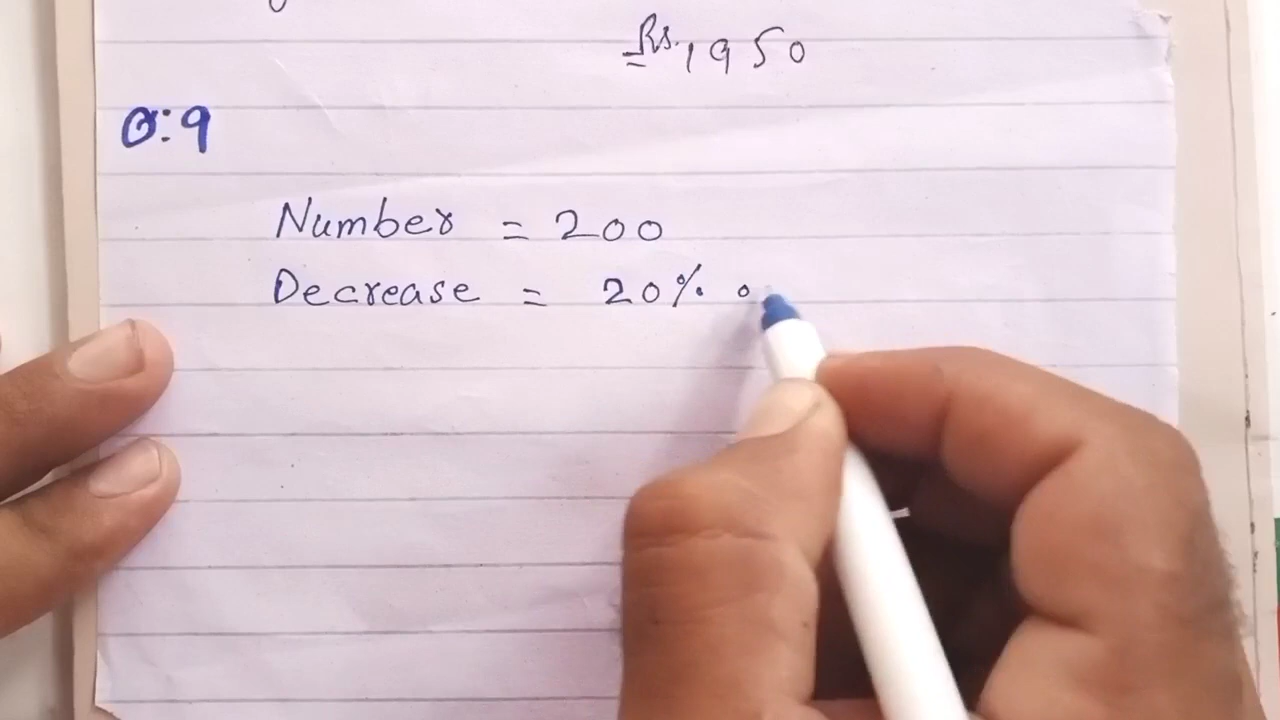 Rs. 1950
Q:9
Number = 200
Decrease = 20% o